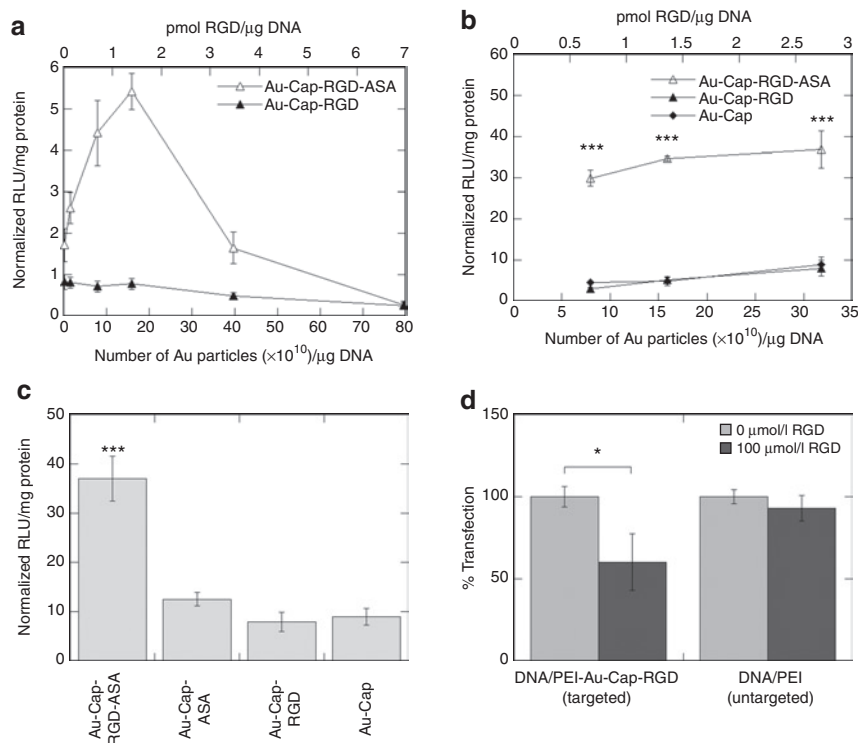 a
pmol RGD/μg DNA
0 1 2 3 4 5 6 7
6
5
4
3
2
1
0
Normalized RLU/mg protein
Au-Cap-RGD-ASA
Au-Cap-RGD
0 10 20 30 40 50 60 70 80
Number of Au particles (×10¹⁰)/μg DNA
b
pmol RGD/μg DNA
0 0.5 1 1.5 2 2.5 3
60
50
40
30
20
10
0
Normalized RLU/mg protein
Au-Cap-RGD-ASA
Au-Cap-RGD
Au-Cap
*** *** ***
0 5 10 15 20 25 30 35
Number of Au particles (×10¹⁰)/μg DNA
c
50
40
30
20
10
0
Normalized RLU/mg protein
***
Au-Cap-
RGD-ASA
Au-Cap-
ASA
Au-Cap-
RGD
Au-Cap
d
150
100
50
0
% Transfection
0 μmol/l RGD
100 μmol/l RGD
*
DNA/PEI-Au-Cap-RGD
(targeted)
DNA/PEI
(untargeted)